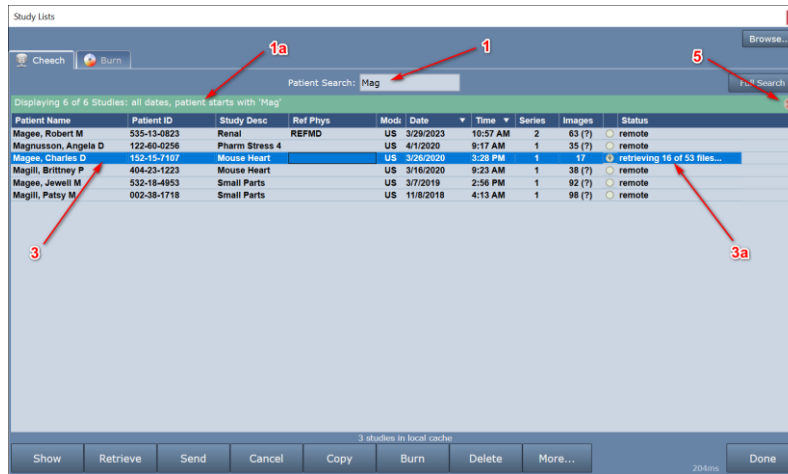 Study Lists
Browse..
Cheech Burn
1a 1 5
Patient Search: Mag
Full Search
Displaying 6 of 6 Studies: all dates, patient starts with 'Mag'
Patient Name Patient ID Study Desc Ref Phys Moda Date Time Series Images Status
Magee, Robert M 535-13-0823 Renal REFMD US 3/29/2023 10:57 AM 2 63 (?) remote
Magnusson, Angela D 122-60-0256 Pharm Stress 4 US 4/1/2020 9:17 AM 1 35 (?) remote
Magee, Charles D 152-15-7107 Mouse Heart US 3/26/2020 3:28 PM 1 17 retrieving 16 of 53 files...
Magill, Brittney P 404-23-1223 Mouse Heart US 3/16/2020 9:23 AM 1 38 (?) remote
Magee, Jewell M 532-18-4953 Small Parts US 3/7/2019 2:56 PM 1 92 (?) remote
Magill, Patsy M 002-38-1718 Small Parts US 11/8/2018 4:13 AM 1 98 (?) remote
3 3a
3 studies in local cache
Show Retrieve Send Cancel Copy Burn Delete More... Done
204ms